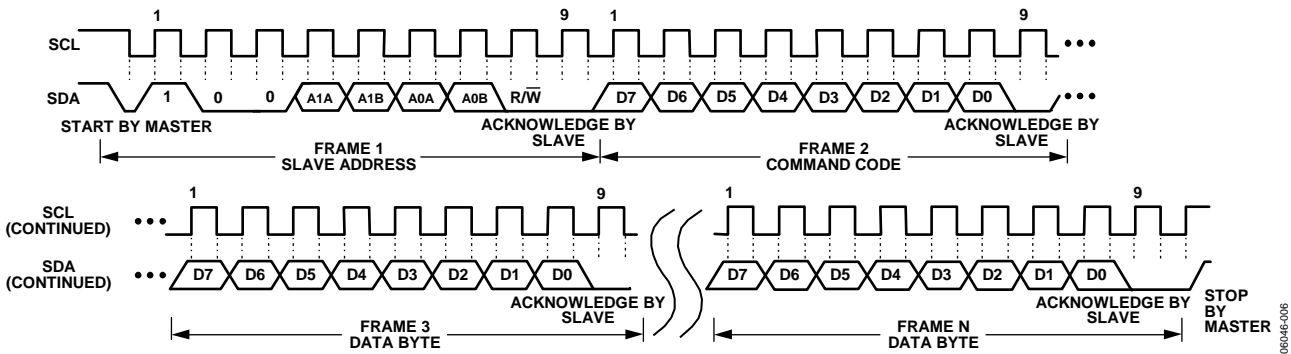 1 9 1 9
SCL
SDA 1 0 0 A1A A1B A0A A0B R/W̅ D7 D6 D5 D4 D3 D2 D1 D0
START BY MASTER ACKNOWLEDGE BY SLAVE ACKNOWLEDGE BY SLAVE
FRAME 1
SLAVE ADDRESS
FRAME 2
COMMAND CODE
1 9 1 9
SCL
(CONTINUED)
SDA
(CONTINUED)
D7 D6 D5 D4 D3 D2 D1 D0 D7 D6 D5 D4 D3 D2 D1 D0
ACKNOWLEDGE BY
SLAVE
ACKNOWLEDGE BY
SLAVE
STOP
BY
MASTER
FRAME 3
DATA BYTE
FRAME N
DATA BYTE
06046-006